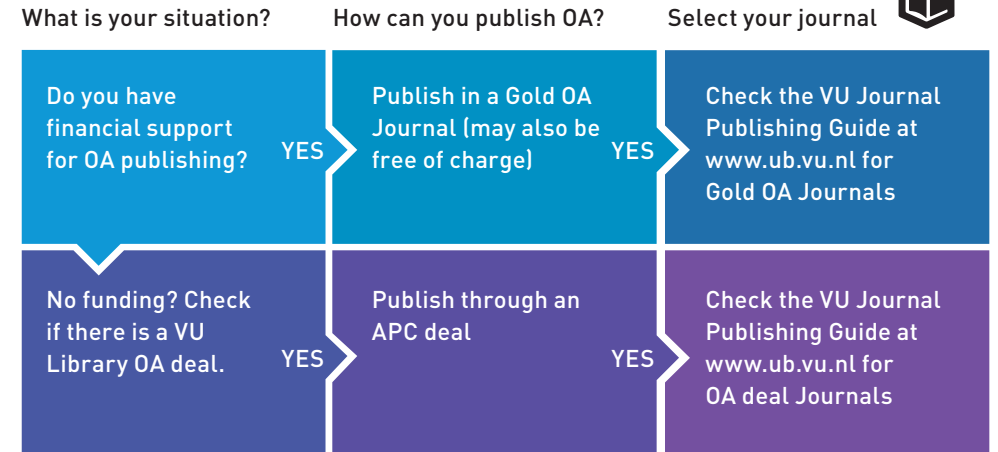 What is your situation?
How can you publish OA?
Select your journal
Do you have
financial support
for OA publishing?
YES
Publish in a Gold OA
Journal (may also be
free of charge)
YES
Check the VU Journal
Publishing Guide at
www.ub.vu.nl for
Gold OA Journals
No funding? Check
if there is a VU
Library OA deal.
YES
Publish through an
APC deal
YES
Check the VU Journal
Publishing Guide at
www.ub.vu.nl for
OA deal Journals